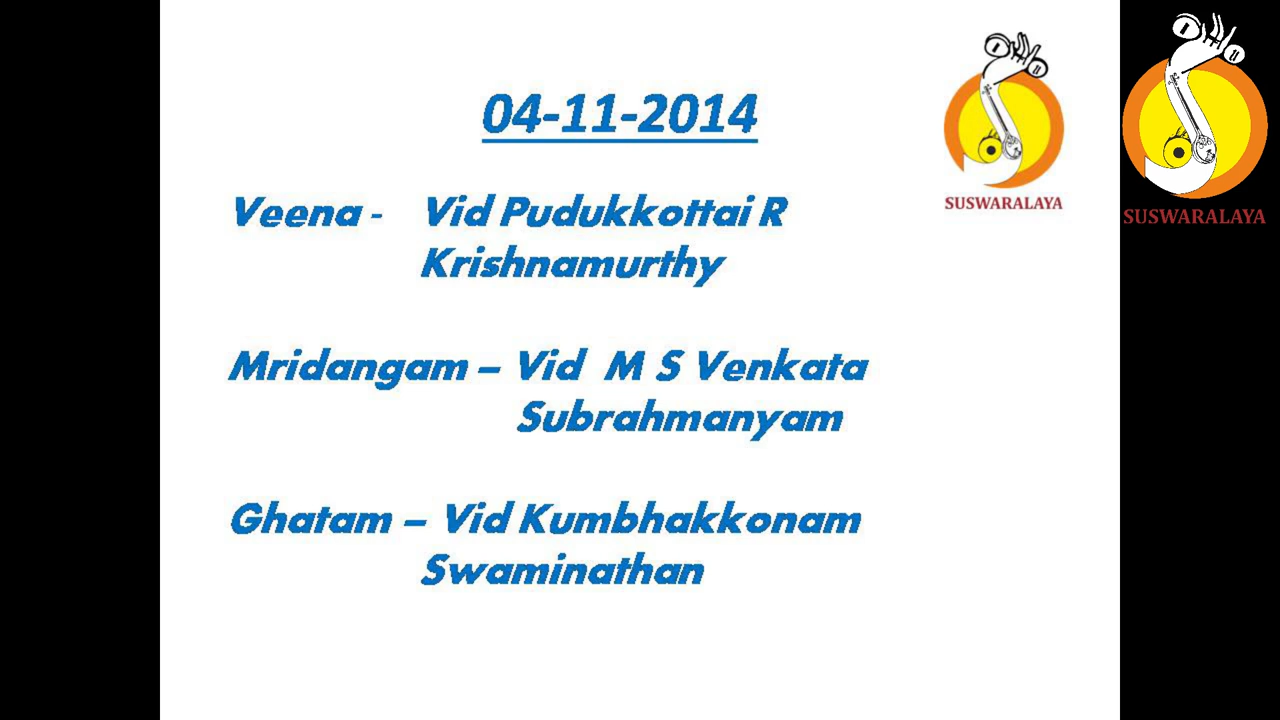 04-11-2014
SUSWARALAYA
SUSWARALAYA
Veena - Vid Pudukkottai R
Krishnamurthy
Mridangam – Vid M S Venkata
Subrahmanyam
Ghatam – Vid Kumbhakkonam
Swaminathan